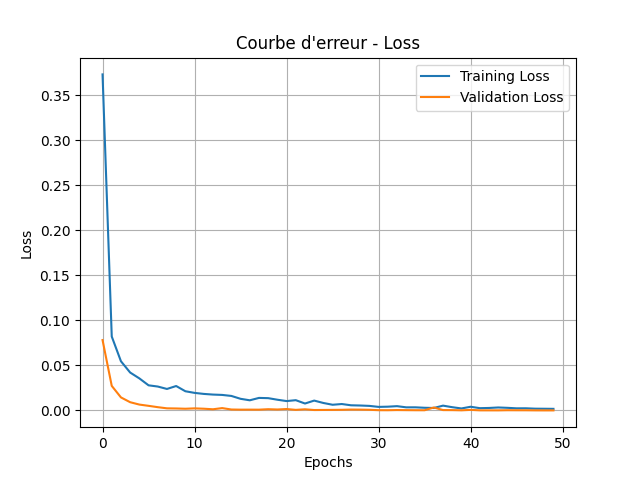 Courbe d'erreur - Loss
Training Loss
Validation Loss
0.35
0.30
0.25
0.20
0.15
0.10
0.05
0.00
Loss
0 10 20 30 40 50
Epochs